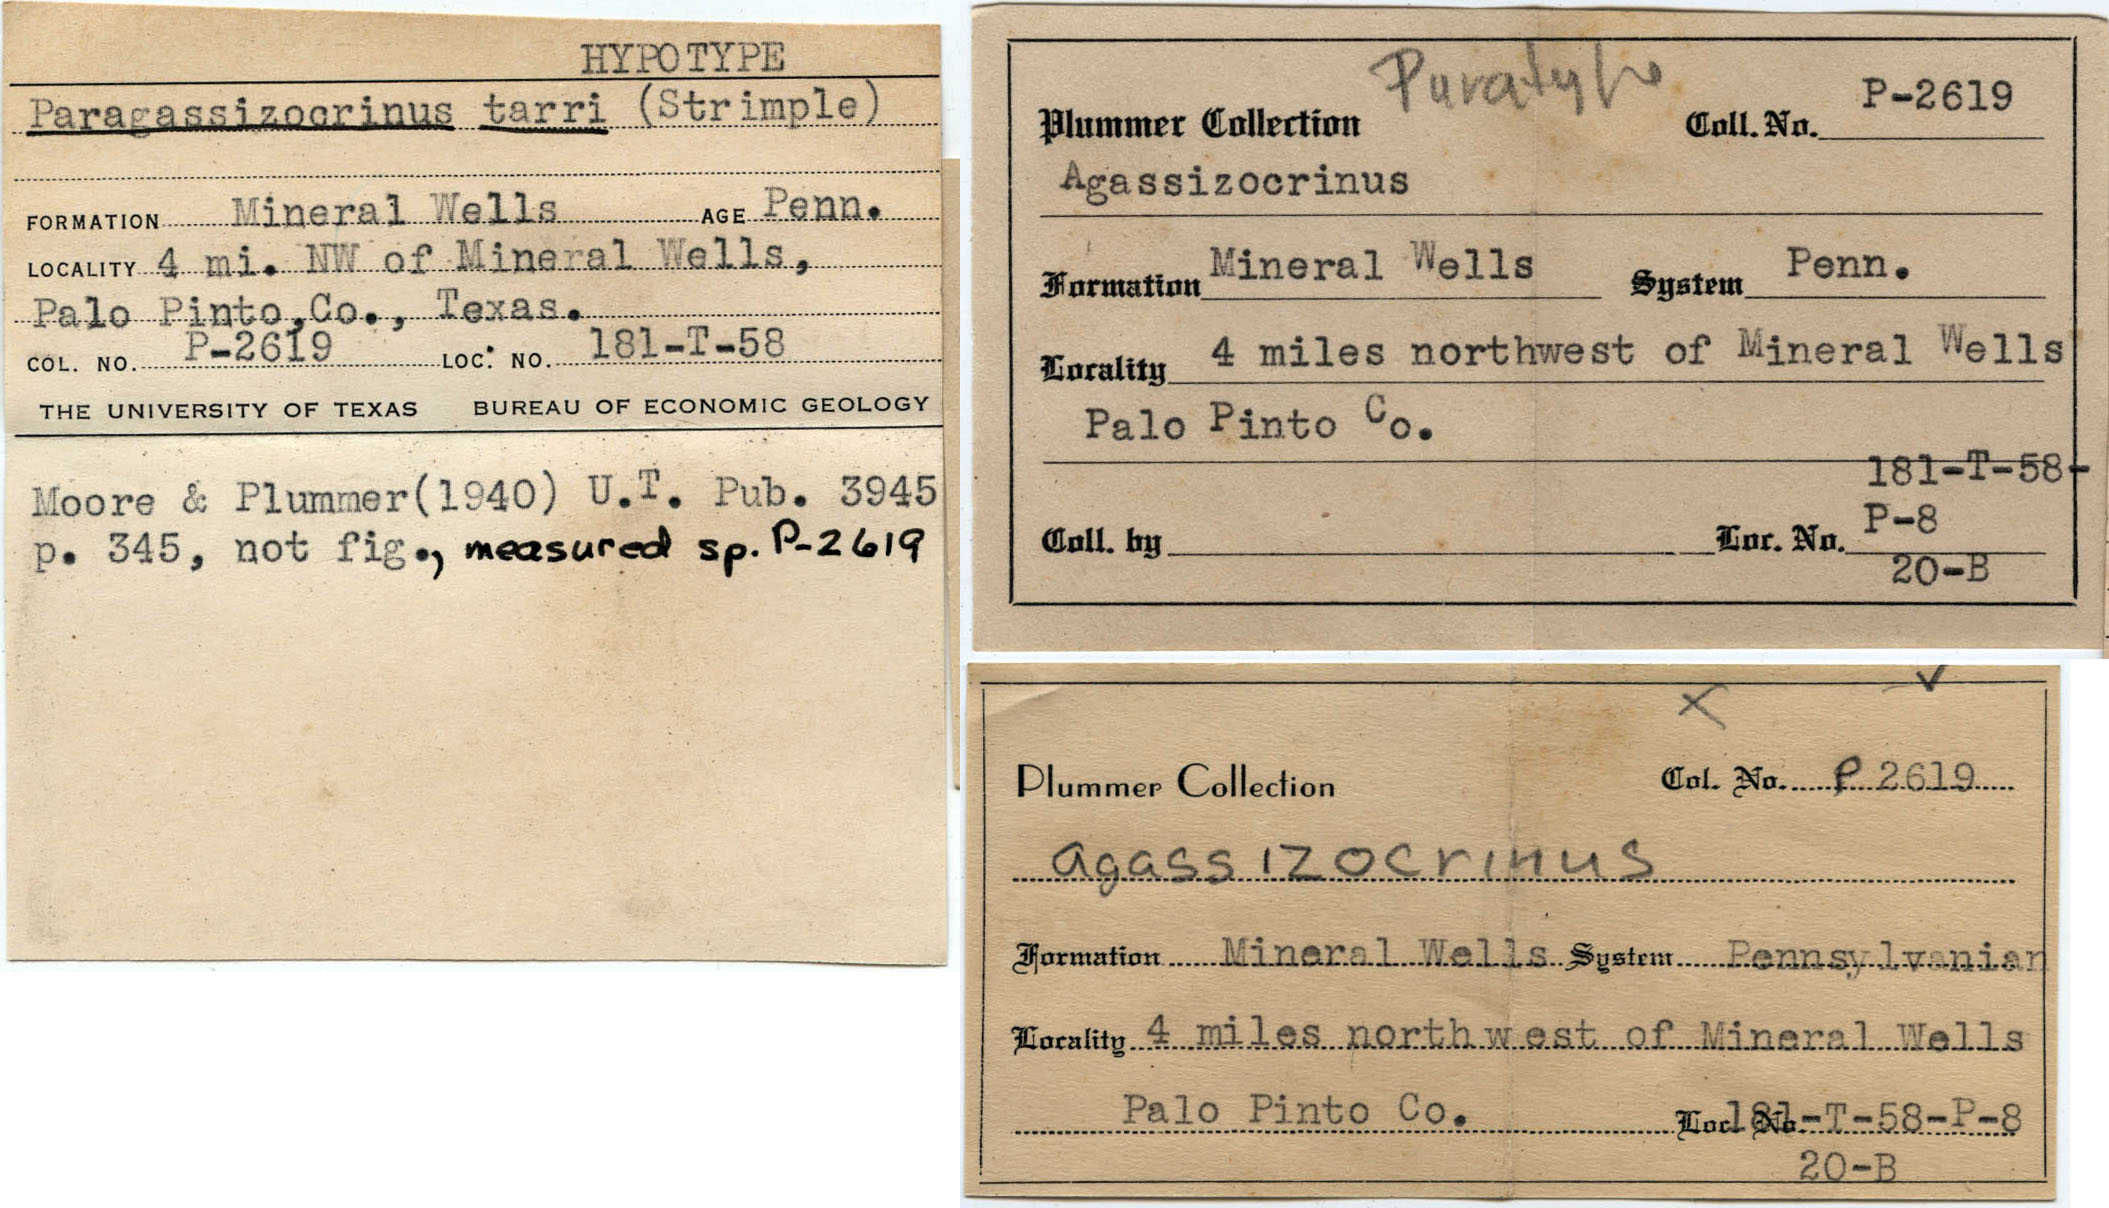 HYPOTYPE
Paragassizocrinus tarri (Strimple)
FORMATION Mineral Wells AGE Penn.
LOCALITY 4 mi. NW of Mineral Wells,
Palo Pinto,Co., Texas.
COL. NO. P-2619 LOC. NO. 181-T-58
THE UNIVERSITY OF TEXAS BUREAU OF ECONOMIC GEOLOGY
Moore & Plummer(1940) U.T. Pub. 3945
p. 345, not fig., measured sp. P-2619
Paratype
Plummer Collection Coll. No. P-2619
Agassizocrinus
Formation Mineral Wells System Penn.
Locality 4 miles northwest of Mineral Wells
Palo Pinto Co.
181-T-58-
Coll. by Loc. No. P-8
20-B
Plummer Collection Col. No. P 2619
agassizocrinus
Formation Mineral Wells System Pennsylvanian
Locality 4 miles northwest of Mineral Wells
Palo Pinto Co. Loc. No. 181-T-58-P-8
20-B